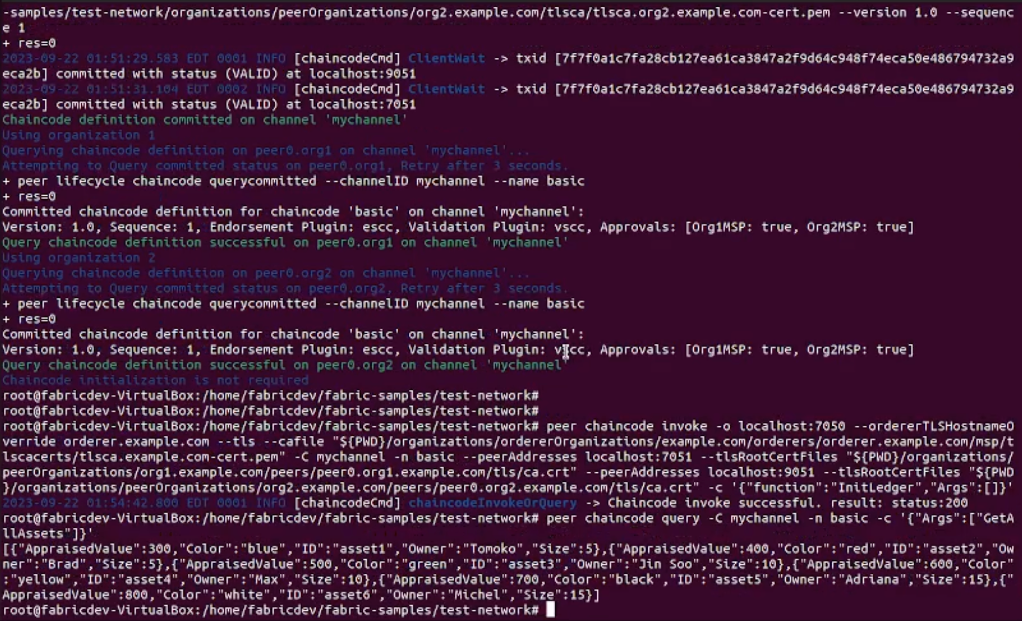 -samples/test-network/organizations/peerOrganizations/org2.example.com/tlsca/tlsca.org2.example.com-cert.pem --version 1.0 --sequenc
e 1
+ res=0
2023-09-22 01:51:29.583 EDT 0001 INFO [chaincodeCmd] ClientWait -> txid [7f7f0a1c7fa28cb127ea61ca3847a2f9d64c948f74eca50e486794732a9
eca2b] committed with status (VALID) at localhost:9051
2023-09-22 01:51:31.104 EDT 0002 INFO [chaincodeCmd] ClientWait -> txid [7f7f0a1c7fa28cb127ea61ca3847a2f9d64c948f74eca50e486794732a9
eca2b] committed with status (VALID) at localhost:7051
Chaincode definition committed on channel 'mychannel'
Using organization 1
Querying chaincode definition on peer0.org1 on channel 'mychannel'...
Attempting to Query committed status on peer0.org1, Retry after 3 seconds.
+ peer lifecycle chaincode querycommitted --channelID mychannel --name basic
+ res=0
Committed chaincode definition for chaincode 'basic' on channel 'mychannel':
Version: 1.0, Sequence: 1, Endorsement Plugin: escc, Validation Plugin: vscc, Approvals: [Org1MSP: true, Org2MSP: true]
Query chaincode definition successful on peer0.org1 on channel 'mychannel'
Using organization 2
Querying chaincode definition on peer0.org2 on channel 'mychannel'...
Attempting to Query committed status on peer0.org2, Retry after 3 seconds.
+ peer lifecycle chaincode querycommitted --channelID mychannel --name basic
+ res=0
Committed chaincode definition for chaincode 'basic' on channel 'mychannel':
Version: 1.0, Sequence: 1, Endorsement Plugin: escc, Validation Plugin: vscc, Approvals: [Org1MSP: true, Org2MSP: true]
Query chaincode definition successful on peer0.org2 on channel 'mychannel'
Chaincode initialization is not required
root@fabricdev-VirtualBox:/home/fabricdev/fabric-samples/test-network#
root@fabricdev-VirtualBox:/home/fabricdev/fabric-samples/test-network#
root@fabricdev-VirtualBox:/home/fabricdev/fabric-samples/test-network# peer chaincode invoke -o localhost:7050 --ordererTLSHostnameO
verride orderer.example.com --tls --cafile "${PWD}/organizations/ordererOrganizations/example.com/orderers/orderer.example.com/msp/t
lscacerts/tlsca.example.com-cert.pem" -C mychannel -n basic --peerAddresses localhost:7051 --tlsRootCertFiles "${PWD}/organizations/
peerOrganizations/org1.example.com/peers/peer0.org1.example.com/tls/ca.crt" --peerAddresses localhost:9051 --tlsRootCertFiles "${PWD
}/organizations/peerOrganizations/org2.example.com/peers/peer0.org2.example.com/tls/ca.crt" -c '{"function":"InitLedger","Args":[]}'
2023-09-22 01:54:42.800 EDT 0001 INFO [chaincodeCmd] chaincodeInvokeOrQuery -> Chaincode invoke successful. result: status:200
root@fabricdev-VirtualBox:/home/fabricdev/fabric-samples/test-network# peer chaincode query -C mychannel -n basic -c '{"Args":["GetA
llAssets"]}'
[{"AppraisedValue":300,"Color":"blue","ID":"asset1","Owner":"Tomoko","Size":5},{"AppraisedValue":400,"Color":"red","ID":"asset2","Ow
ner":"Brad","Size":5},{"AppraisedValue":500,"Color":"green","ID":"asset3","Owner":"Jin Soo","Size":10},{"AppraisedValue":600,"Color"
:"yellow","ID":"asset4","Owner":"Max","Size":10},{"AppraisedValue":700,"Color":"black","ID":"asset5","Owner":"Adriana","Size":15},{"
AppraisedValue":800,"Color":"white","ID":"asset6","Owner":"Michel","Size":15}]
root@fabricdev-VirtualBox:/home/fabricdev/fabric-samples/test-network#